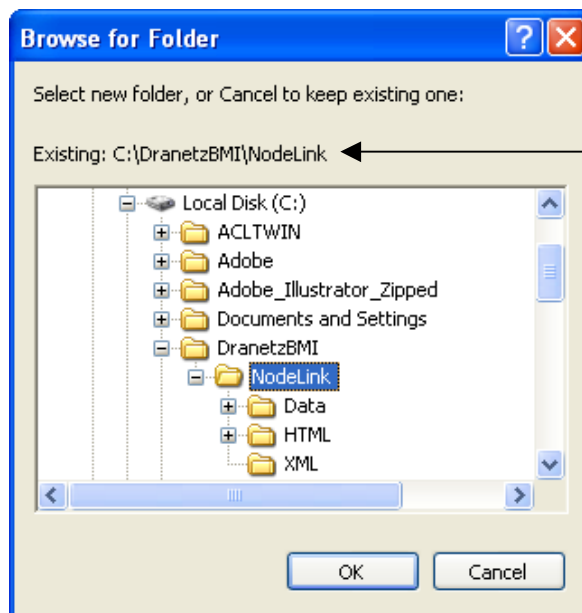 Browse for Folder
Select new folder, or Cancel to keep existing one:
Existing: C:\DranetzBMI\NodeLink
Local Disk (C:)
ACLTWIN
Adobe
Adobe_Illustrator_Zipped
Documents and Settings
DranetzBMI
NodeLink
Data
HTML
XML
OK Cancel